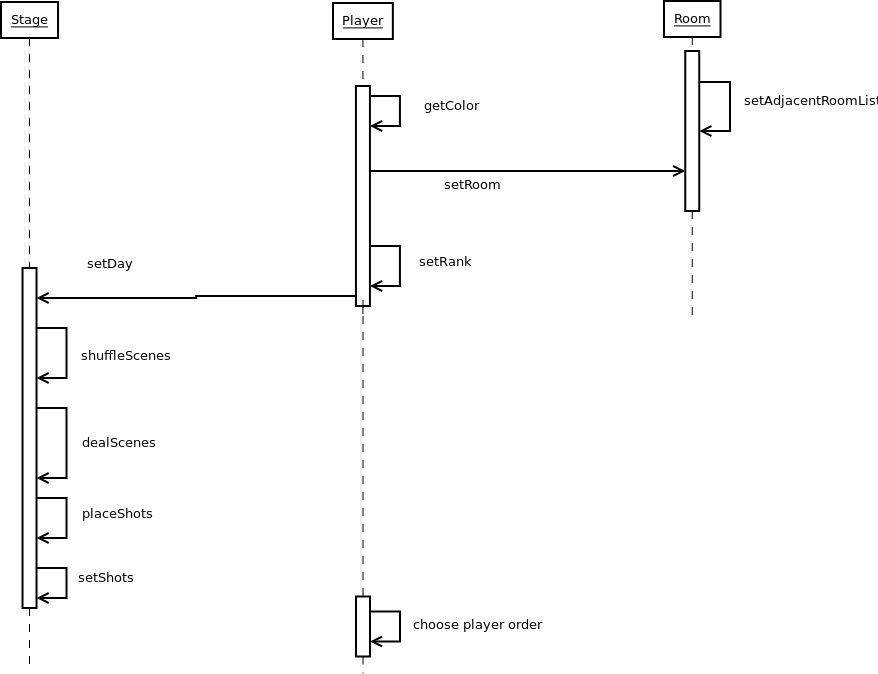 Stage
Player
Room
getColor
setAdjacentRoomList
setRoom
setRank
setDay
shuffleScenes
dealScenes
placeShots
setShots
choose player order